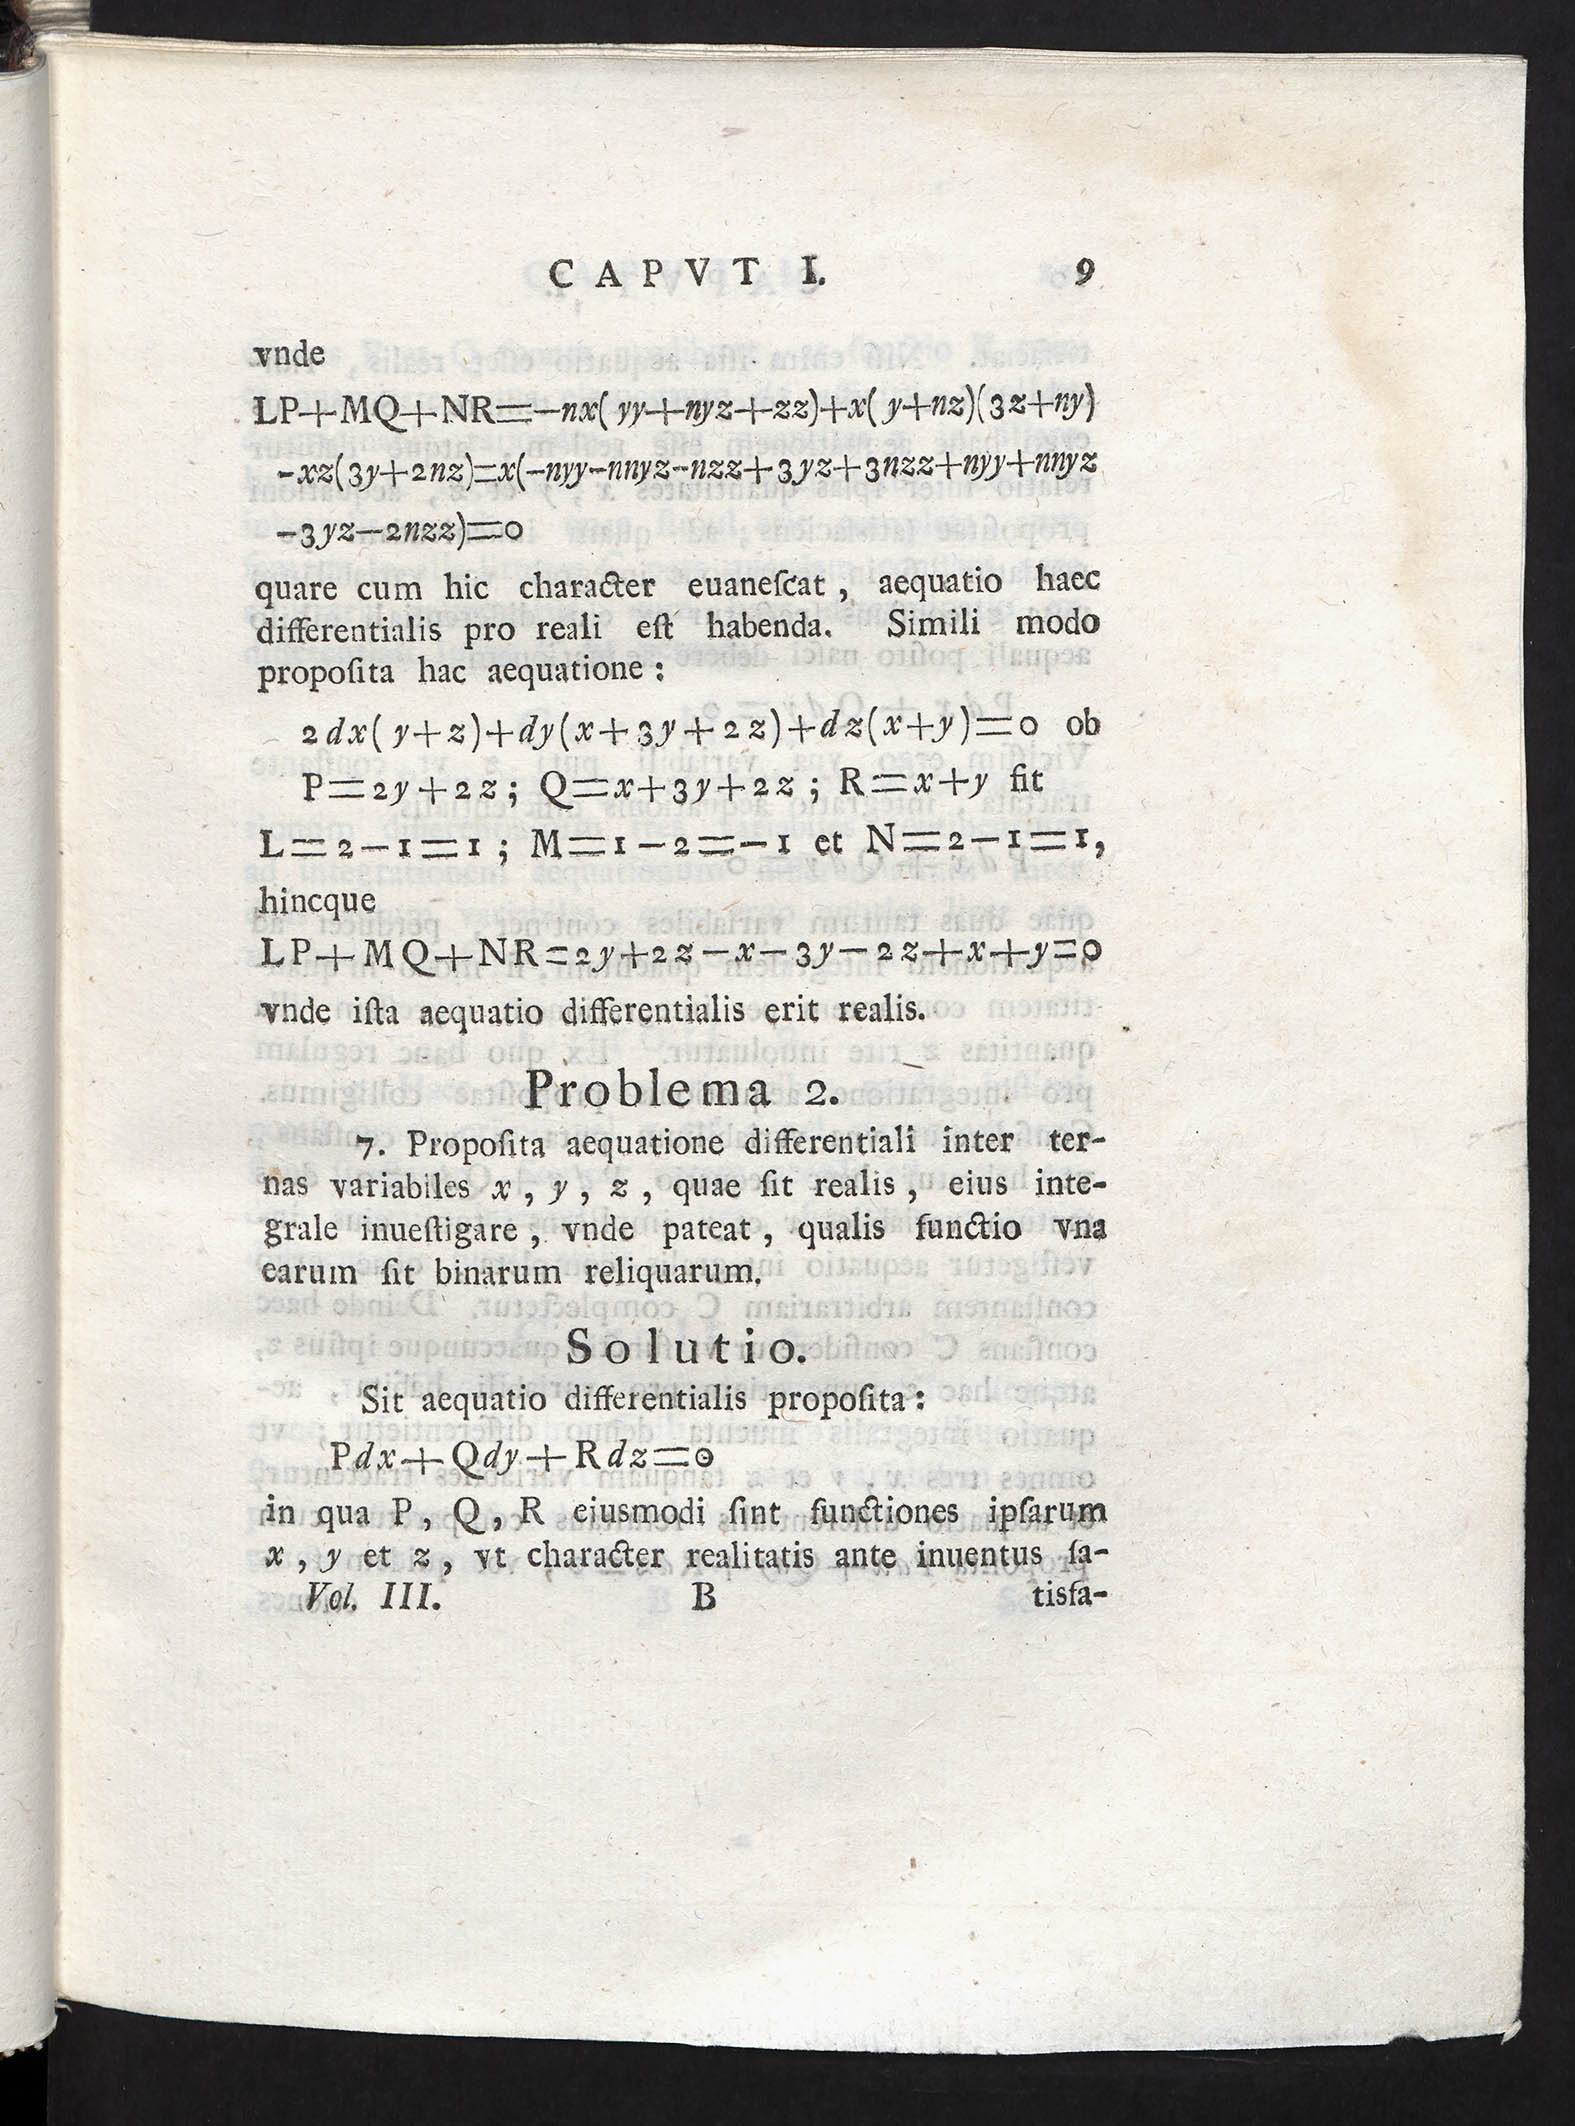 CAPVT I. 9
vnde
LP+MQ+NR=−nx(yy+nyz+zz)+x(y+nz)(3z+ny)
−xz(3y+2nz)=x(−nyy−nnyz−nzz+3yz+3nzz+nyy+nnyz
−3yz−2nzz)=0
quare cum hic character euaneſcat, aequatio haec
differentialis pro reali eſt habenda. Simili modo
propoſita hac aequatione:
2dx(y+z)+dy(x+3y+2z)+dz(x+y)=0 ob
P=2y+2z; Q=x+3y+2z; R=x+y fit
L=2−1=1; M=1−2=−1 et N=2−1=1,
hincque
LP+MQ+NR=2y+2z−x−3y−2z+x+y=0
vnde iſta aequatio differentialis erit realis.
Problema 2.
7. Propoſita aequatione differentiali inter ter-
nas variabiles x, y, z, quae ſit realis, eius inte-
grale inueſtigare, vnde pateat, qualis functio vna
earum ſit binarum reliquarum.
Solutio.
Sit aequatio differentialis propoſita:
Pdx+Qdy+Rdz=0
in qua P, Q, R eiusmodi ſint functiones ipſarum
x, y et z, vt character realitatis ante inuentus ſa-
Vol. III. B tisfa-